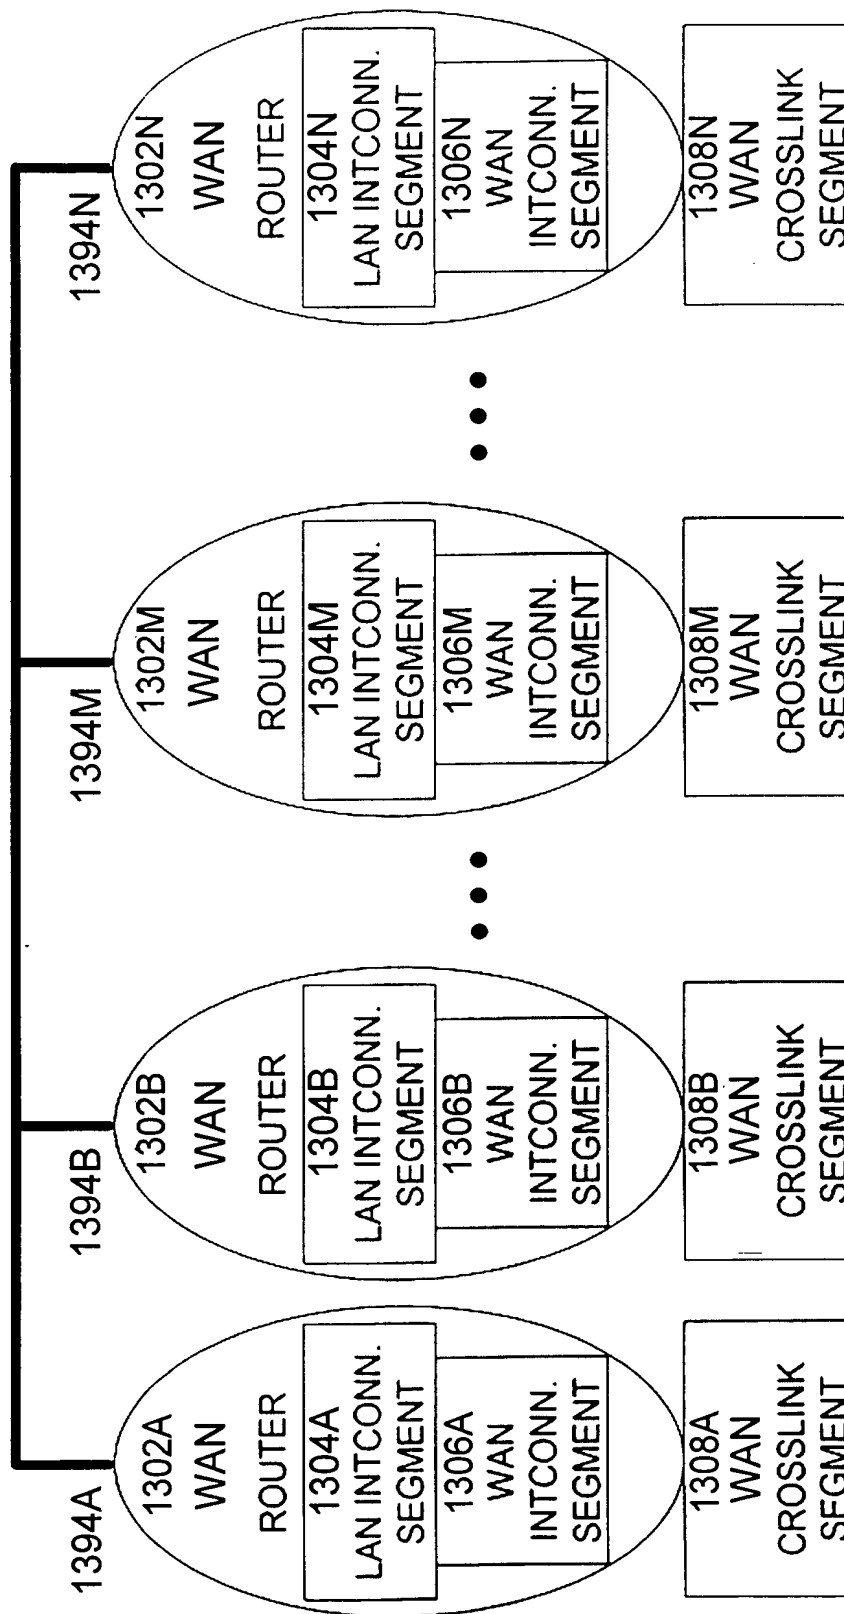 1394A
1302A
WAN
ROUTER
1304A
LAN INTCONN.
SEGMENT
1306A
WAN
INTCONN.
SEGMENT
1308A
WAN
CROSSLINK
SEGMENT
1394B
1302B
WAN
ROUTER
1304B
LAN INTCONN.
SEGMENT
1306B
WAN
INTCONN.
SEGMENT
1308B
WAN
CROSSLINK
SEGMENT
1394M
1302M
WAN
ROUTER
1304M
LAN INTCONN.
SEGMENT
1306M
WAN
INTCONN.
SEGMENT
1308M
WAN
CROSSLINK
SEGMENT
1394N
1302N
WAN
ROUTER
1304N
LAN INTCONN.
SEGMENT
1306N
WAN
INTCONN.
SEGMENT
1308N
WAN
CROSSLINK
SEGMENT